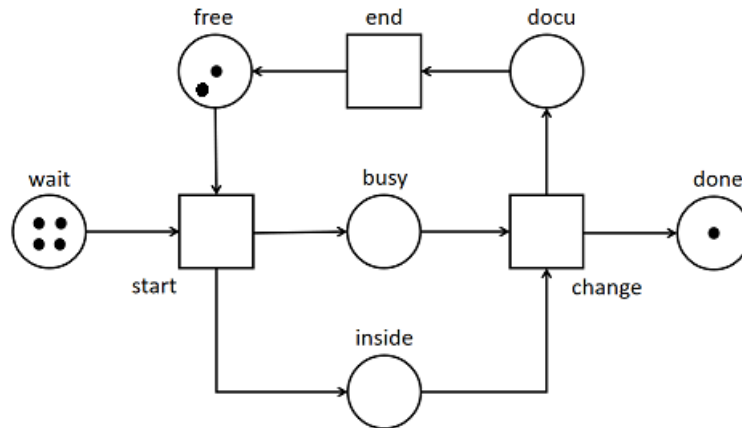 free
end
docu
wait
busy
done
start
change
inside